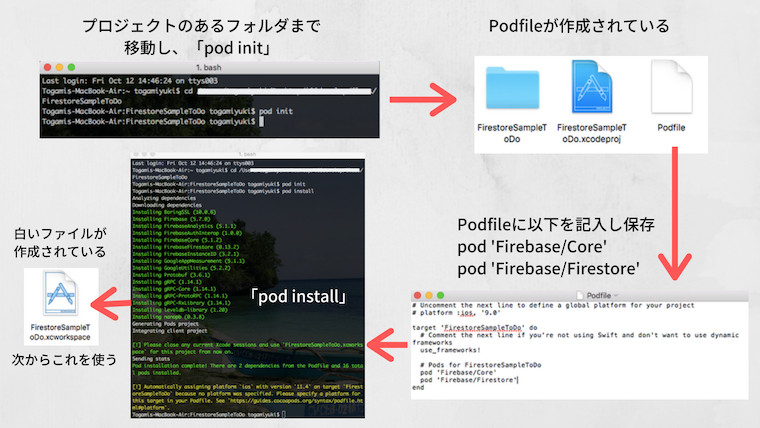 プロジェクトのあるフォルダまで
移動し、「pod init」
1. bash
Last login: Fri Oct 12 14:46:24 on ttys003
Togamis-MacBook-Air:~ togamiyuki$ cd /
FirestoreSampleToDo
Togamis-MacBook-Air:FirestoreSampleToDo togamiyuki$ pod init
Togamis-MacBook-Air:FirestoreSampleToDo togamiyuki$
Podfileが作成されている
FirestoreSampleT
oDo
FirestoreSampleT
oDo.xcodeproj
Podfile
Podfileに以下を記入し保存
pod 'Firebase/Core'
pod 'Firebase/Firestore'
Podfile
# Uncomment the next line to define a global platform for your project
# platform :ios, '9.0'
target 'FirestoreSampleToDo' do
# Comment the next line if you're not using Swift and don't want to use dynamic
frameworks
use_frameworks!
# Pods for FirestoreSampleToDo
pod 'Firebase/Core'
pod 'Firebase/Firestore'
end
1. bash
Last login: Fri Oct 12 14:46:24 on ttys003
Togamis-MacBook-Air:~ togamiyuki$ cd /Us
FirestoreSampleToDo
Togamis-MacBook-Air:FirestoreSampleToDo togamiyuki$ pod init
Togamis-MacBook-Air:FirestoreSampleToDo togamiyuki$ pod install
Analyzing dependencies
Downloading dependencies
Installing BoringSSL (10.0.6)
Installing Firebase (5.7.0)
Installing FirebaseAnalytics (5.1.3)
Installing FirebaseAuthInterop (1.0.0)
Installing FirebaseCore (5.1.2)
Installing FirebaseFirestore (0.13.2)
Installing FirebaseInstanceID (3.2.1)
Installing GoogleAppMeasurement (5.1.1)
Installing GoogleUtilities (5.2.2)
Installing Protobuf (3.6.1)
Installing gRPC (1.14.1)
Installing gRPC-Core (1.14.1)
Installing gRPC-ProtoRPC (1.14.1)
Installing gRPC-RxLibrary (1.14.1)
Installing leveldb-library (1.20)
Installing nanopb (0.3.8)
Generating Pods project
Integrating client project
[!] Please close any current Xcode sessions and use `FirestoreSampleToDo.xcworks
pace` for this project from now on.
Sending stats
Pod installation complete! There are 2 dependencies from the Podfile and 16 tota
l pods installed.
[!] Automatically assigning platform `ios` with version `11.4` on target `Firest
oreSampleToDo` because no platform was specified. Please specify a platform for
this target in your Podfile. See `https://guides.cocoapods.org/syntax/podfile.ht
ml#platform`.
Togamis-MacBook-Air:FirestoreSampleToDo togamiyuki$
「pod install」
白いファイルが
作成されている
FirestoreSampleT
oDo.xcworkspace
次からこれを使う